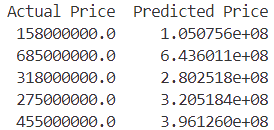 Actual Price Predicted Price
158000000.0 1.050756e+08
685000000.0 6.436011e+08
318000000.0 2.802518e+08
275000000.0 3.205184e+08
455000000.0 3.961260e+08